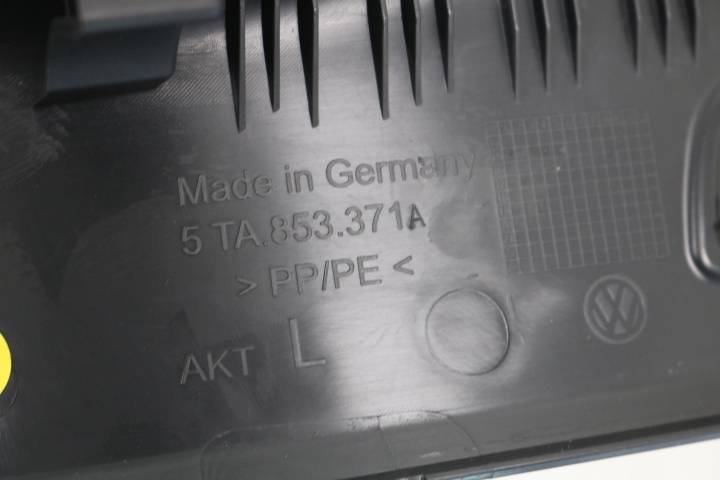 Made in Germany
5 TA.853.371A
> PP/PE <
AKT L